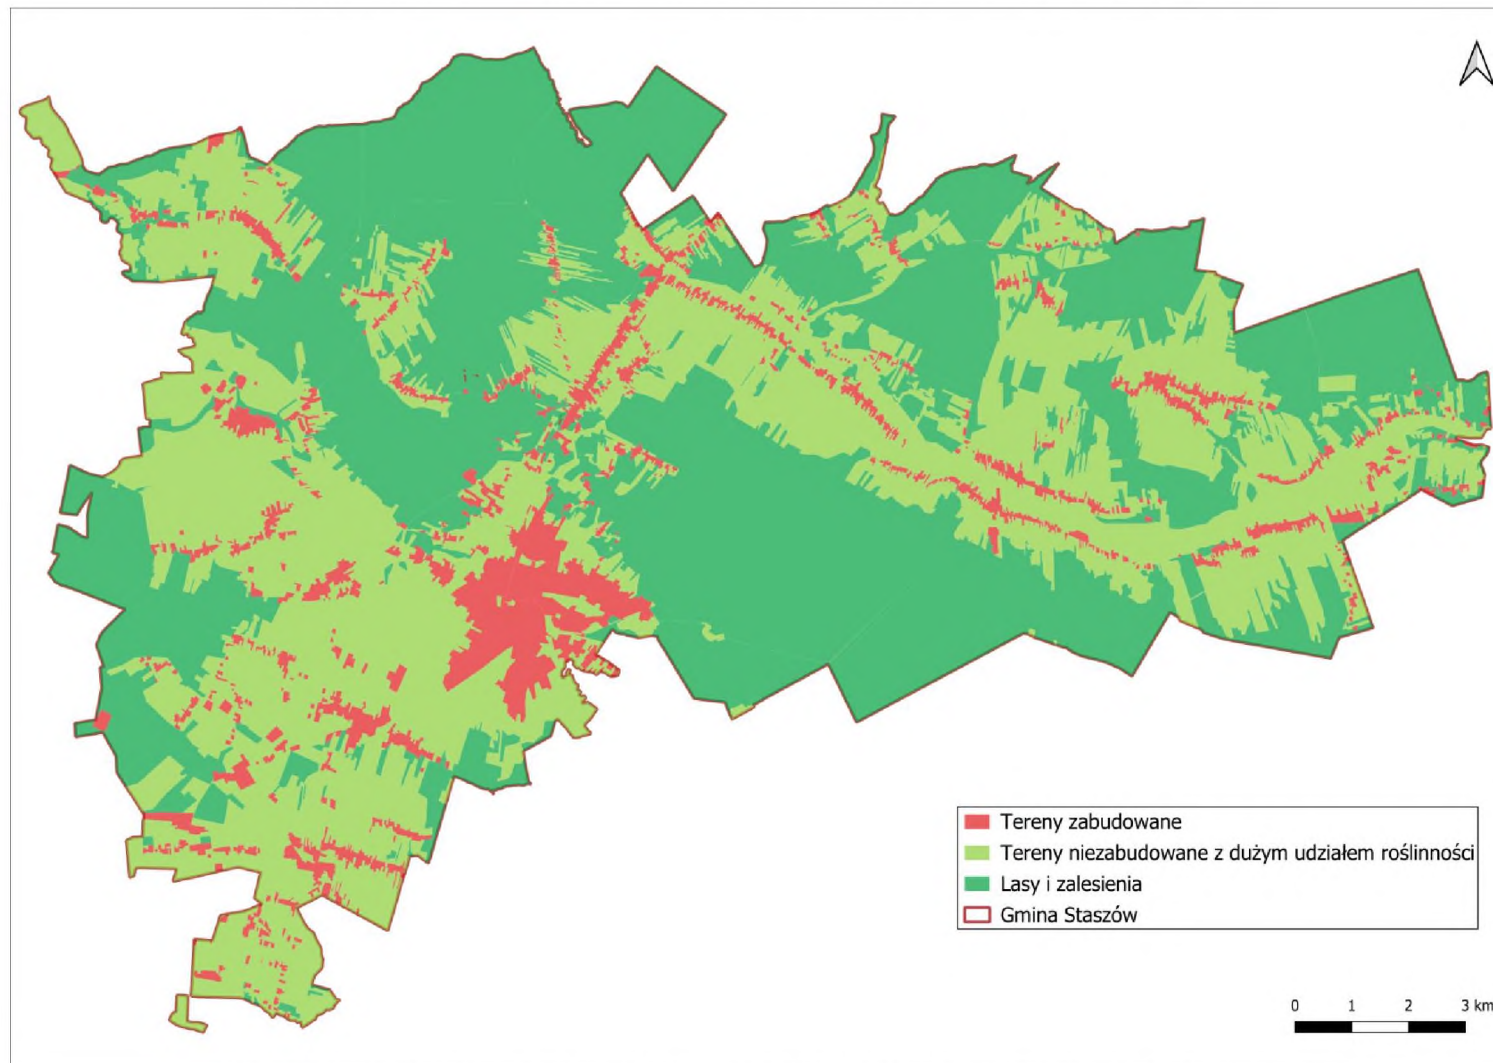 Tereny zabudowane
Tereny niezabudowane z dużym udziałem roślinności
Lasy i zalesienia
Gmina Staszów
0 1 2 3 km